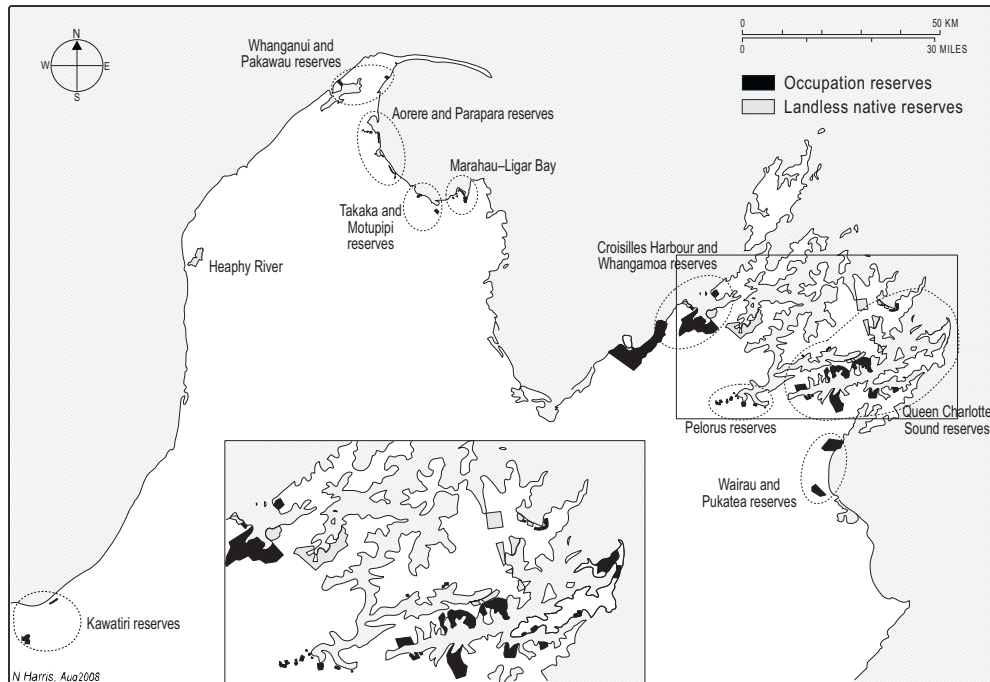 N
W E
S
Whanganui and
Pakawau reserves
0 50 KM
0 30 MILES
Occupation reserves
Landless native reserves
Aorere and Parapara reserves
Marahau–Ligar Bay
Takaka and
Motupipi
reserves
Heaphy River
Croisilles Harbour and
Whangamoa reserves
Pelorus reserves
Queen Charlotte
Sound reserves
Wairau and
Pukatea reserves
Kawatiri reserves
N Harris, Aug2008